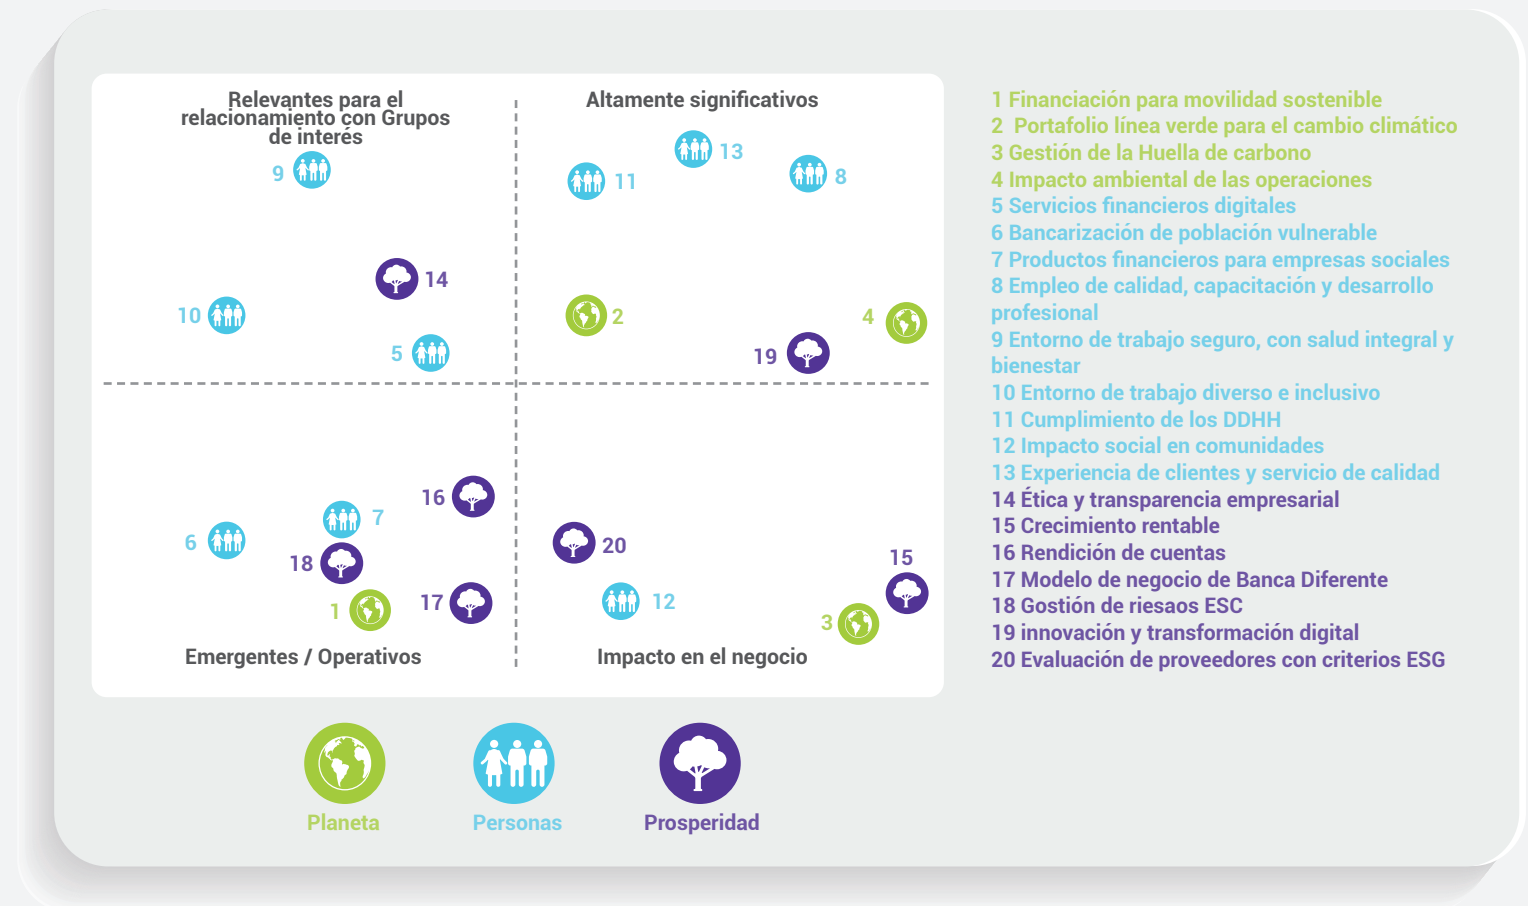 Relevantes para el
relacionamiento con Grupos
de interés
Altamente significativos
9
11
13
8
14
10
5
2
4
19
16
7
6
18
1
17
20
12
15
3
Emergentes / Operativos
Impacto en el negocio
1 Financiación para movilidad sostenible
2 Portafolio línea verde para el cambio climático
3 Gestión de la Huella de carbono
4 Impacto ambiental de las operaciones
5 Servicios financieros digitales
6 Bancarización de población vulnerable
7 Productos financieros para empresas sociales
8 Empleo de calidad, capacitación y desarrollo
profesional
9 Entorno de trabajo seguro, con salud integral y
bienestar
10 Entorno de trabajo diverso e inclusivo
11 Cumplimiento de los DDHH
12 Impacto social en comunidades
13 Experiencia de clientes y servicio de calidad
14 Ética y transparencia empresarial
15 Crecimiento rentable
16 Rendición de cuentas
17 Modelo de negocio de Banca Diferente
18 Gostión de riesaos ESC
19 innovación y transformación digital
20 Evaluación de proveedores con criterios ESG
Planeta
Personas
Prosperidad